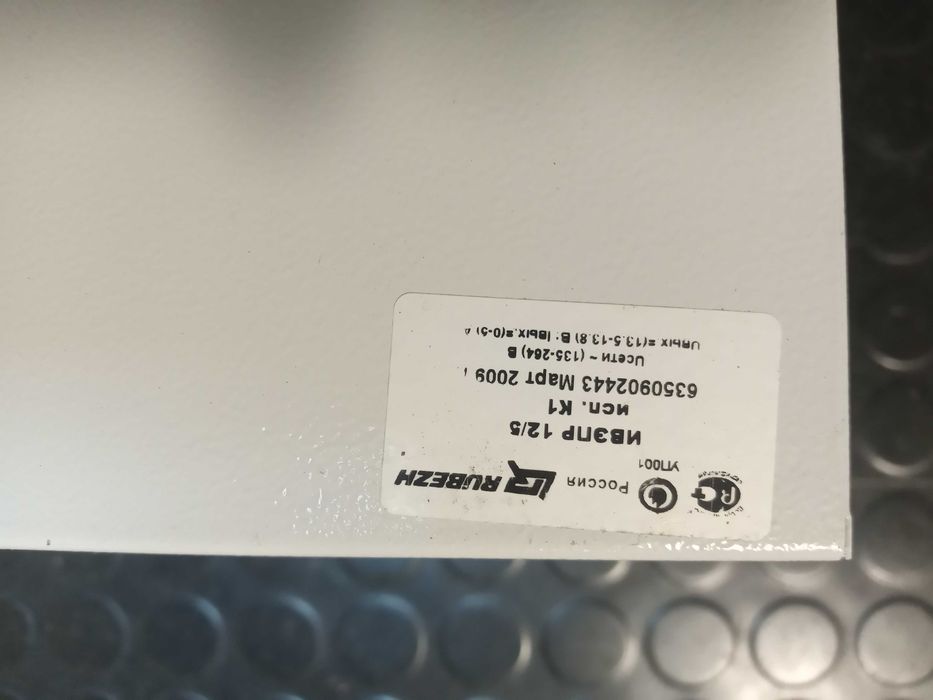 Россия RUBEZH
УП001
ИВЭПР 12/5
исп. К1
6350902443 Март 2009
Uсети ~ (135-264) В
Uвых =(13.5-13.8) В; Iвых.=(0-5)